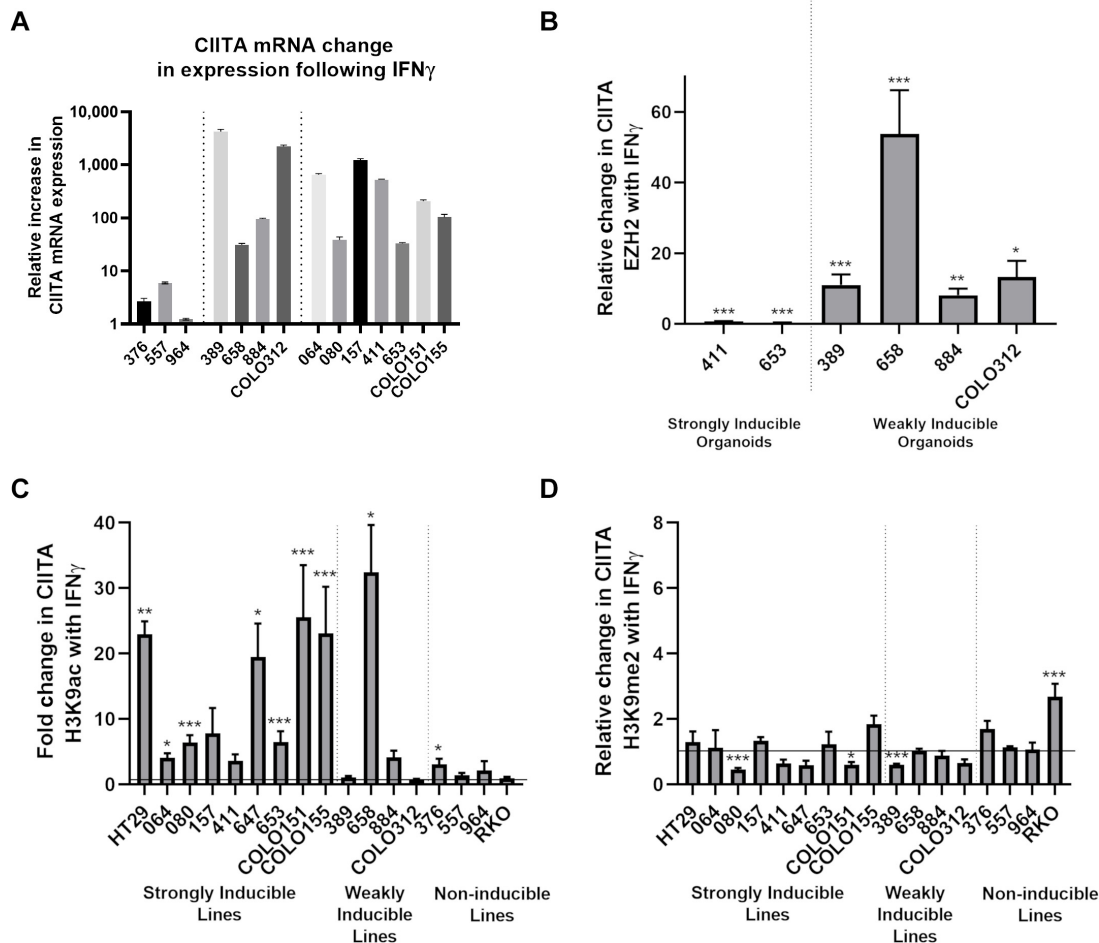 A
CIITA mRNA change
in expression following IFNγ
Relative increase in
CIITA mRNA expression
10,000
1,000
100
10
1
376
557
964
389
658
884
COLO312
064
080
157
411
653
COLO151
COLO155
B
Relative change in CIITA
EZH2 with IFNγ
60
40
20
0
***
***
***
***
**
*
411
653
389
658
884
COLO312
Strongly Inducible
Organoids
Weakly Inducible
Organoids
C
Fold change in CIITA
H3K9ac with IFNγ
40
30
20
10
0
**
*
***
*
***
***
***
*
*
HT29
064
080
157
411
647
653
COLO151
COLO155
389
658
884
COLO312
376
557
964
RKO
Strongly Inducible
Lines
Weakly
Inducible
Lines
Non-inducible
Lines
D
Relative change in CIITA
H3K9me2 with IFNγ
8
6
4
2
0
***
*
***
***
HT29
064
080
157
411
647
653
COLO151
COLO155
389
658
884
COLO312
376
557
964
RKO
Strongly Inducible
Lines
Weakly
Inducible
Lines
Non-inducible
Lines